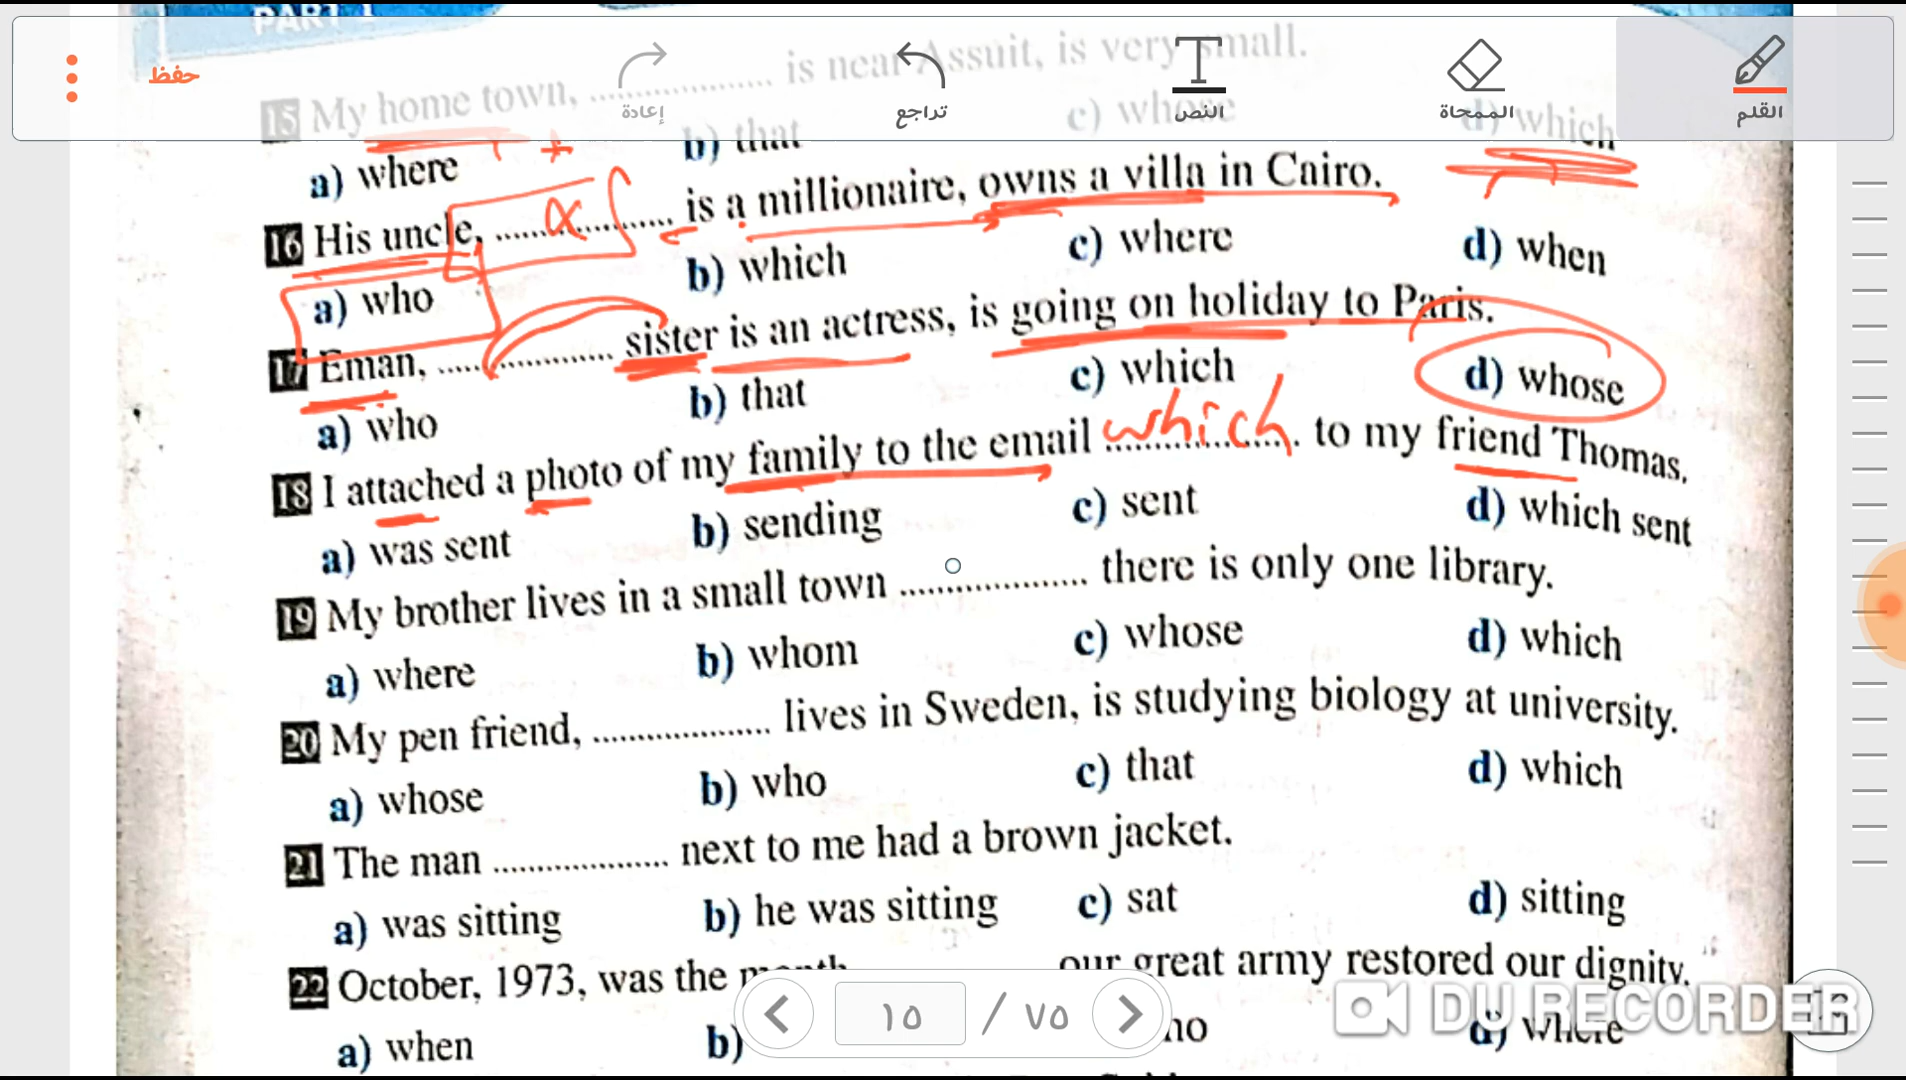 PART 1
حفظ
إعادة
تراجع
النص
الممحاة
القلم
15 My home town, .................. is near Assuit, is very small.
a) where b) that c) whose d) which
16 His uncle, .................. is a millionaire, owns a villa in Cairo.
a) who b) which c) where d) when
17 Eman, .................. sister is an actress, is going on holiday to Paris.
a) who b) that c) which d) whose
18 I attached a photo of my family to the email which .................. to my friend Thomas.
a) was sent b) sending c) sent d) which sent
19 My brother lives in a small town .................. there is only one library.
a) where b) whom c) whose d) which
20 My pen friend, .................. lives in Sweden, is studying biology at university.
a) whose b) who c) that d) which
21 The man .................. next to me had a brown jacket.
a) was sitting b) he was sitting c) sat d) sitting
22 October, 1973, was the month our great army restored our dignity.
a) when b) d) where
١٥ / ٧٥
DU RECORDER